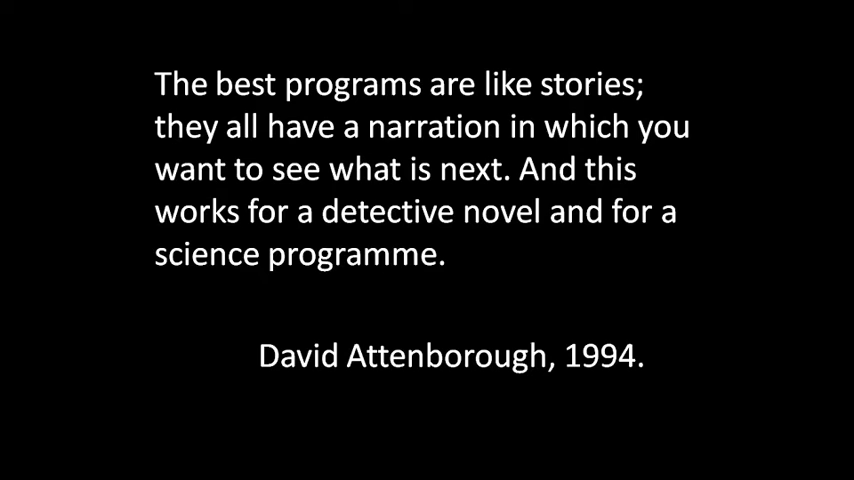 The best programs are like stories;
they all have a narration in which you
want to see what is next. And this
works for a detective novel and for a
science programme.
David Attenborough, 1994.